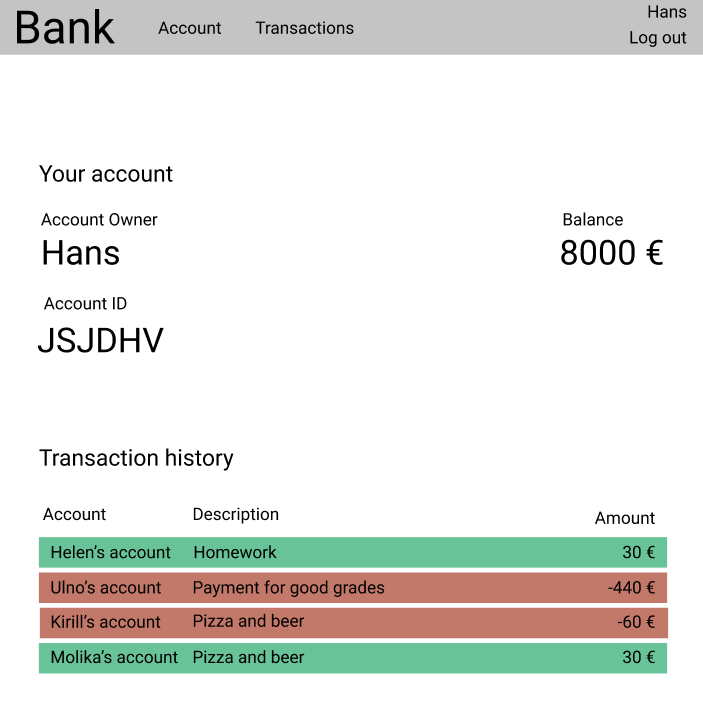 Bank Account Transactions Hans
Log out
Your account
Account Owner Balance
Hans 8000 €
Account ID
JSJDHV
Transaction history
Account Description Amount
Helen’s account Homework 30 €
Ulno’s account Payment for good grades -440 €
Kirill’s account Pizza and beer -60 €
Molika’s account Pizza and beer 30 €